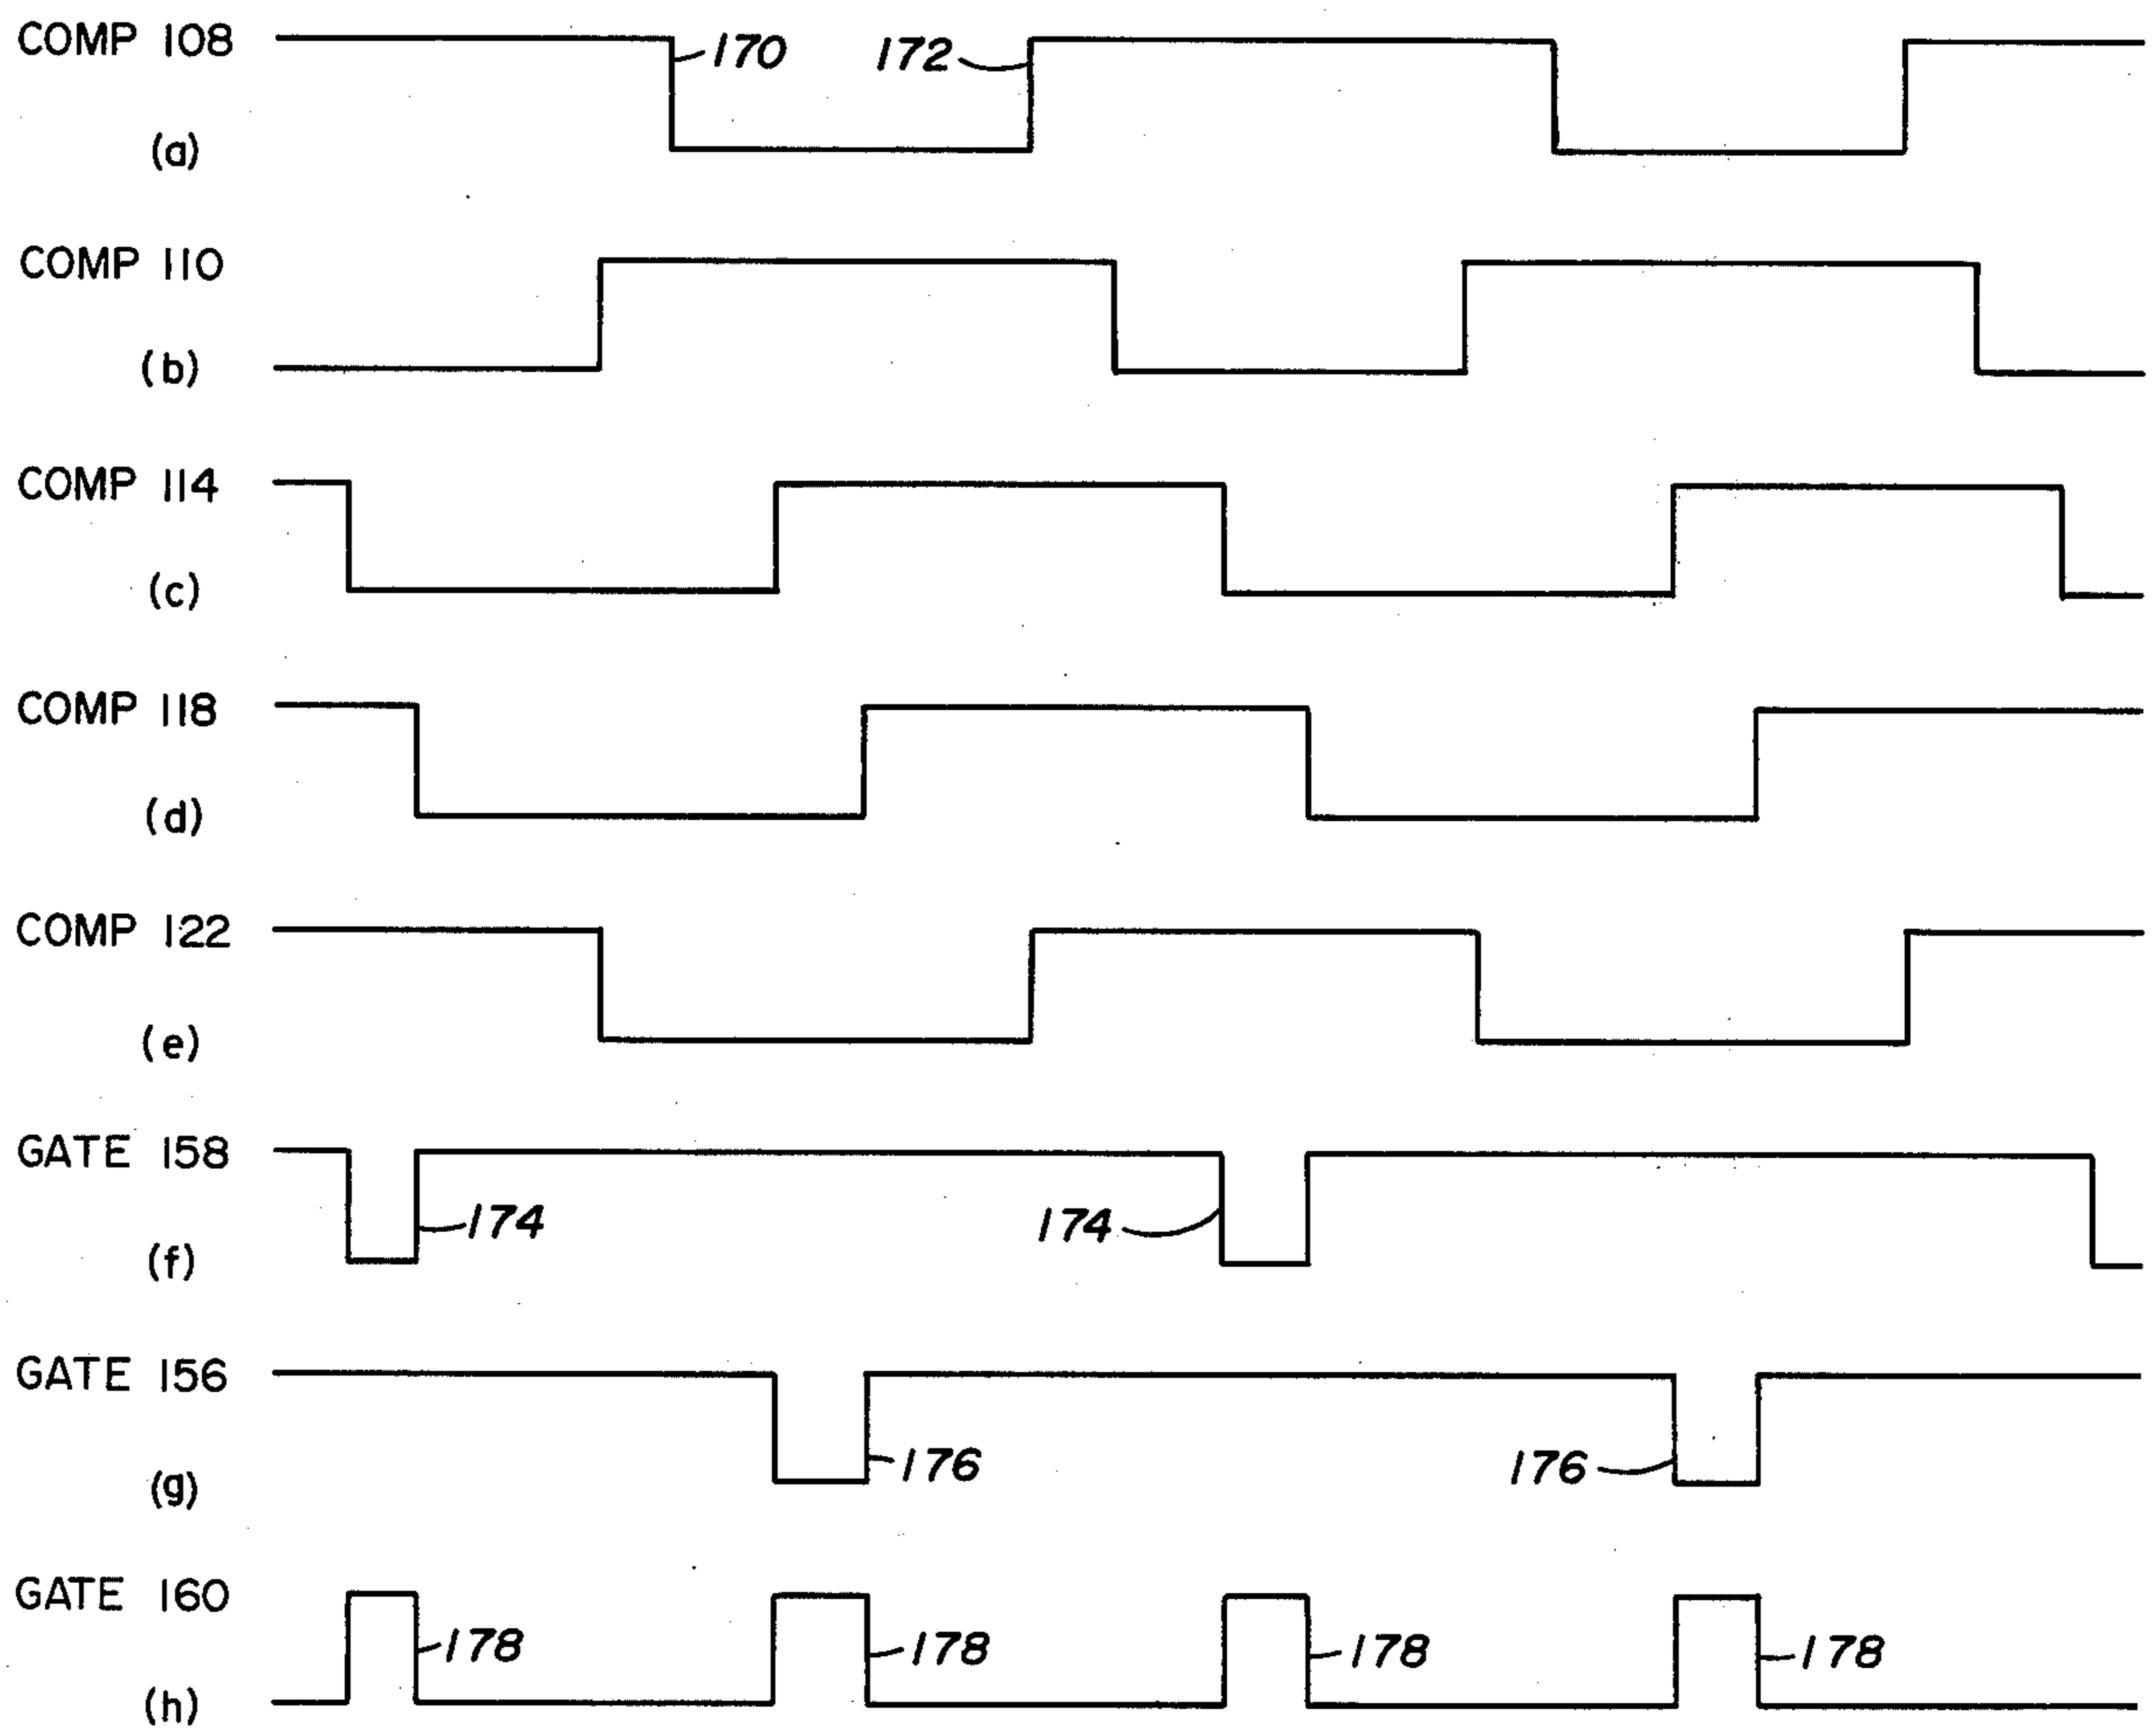 COMP 108
170
172
(a)
COMP 110
(b)
COMP 114
(c)
COMP 118
(d)
COMP 122
(e)
GATE 158
174
174
(f)
GATE 156
176
176
(g)
GATE 160
178
178
178
178
(h)